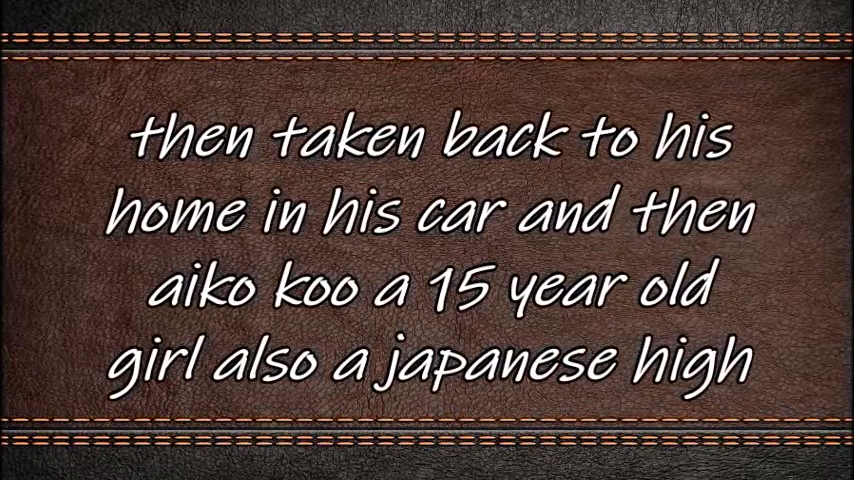 then taken back to his
home in his car and then
aiko koo a 15 year old
girl also a japanese high